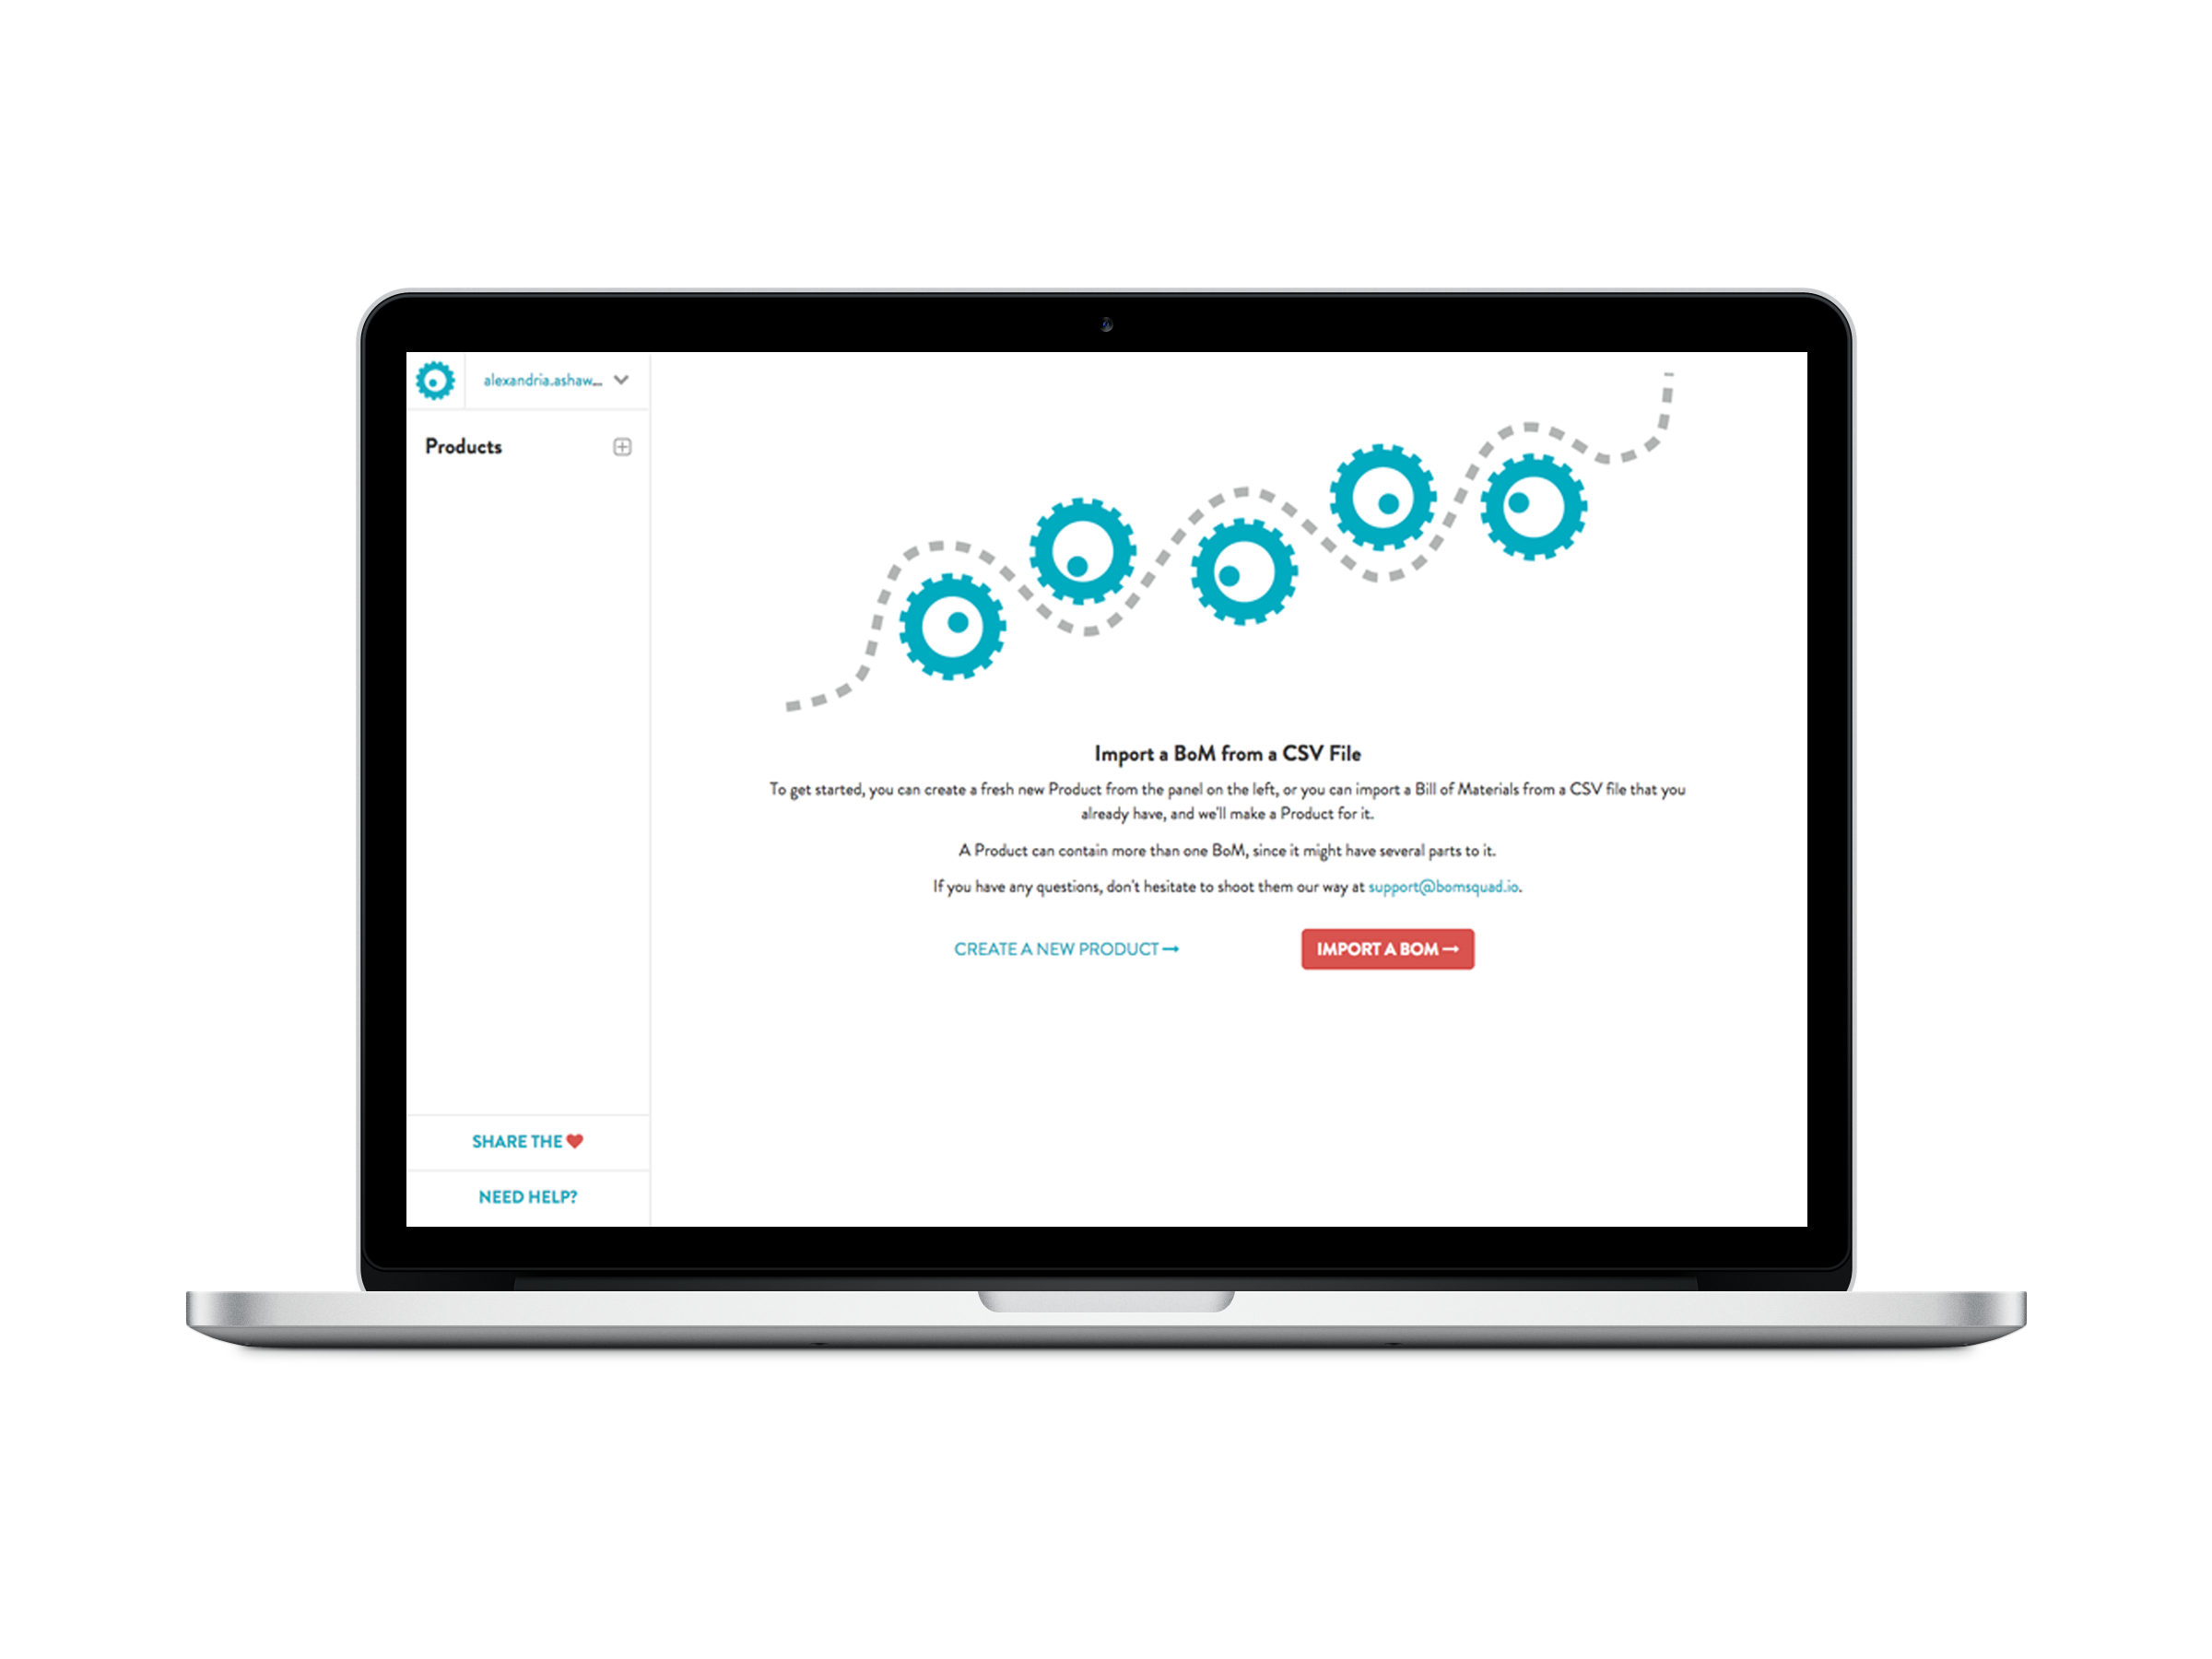 alexandria.ashaw...
Products
Import a BoM from a CSV File
To get started, you can create a fresh new Product from the panel on the left, or you can import a Bill of Materials from a CSV file that you
already have, and we'll make a Product for it.
A Product can contain more than one BoM, since it might have several parts to it.
If you have any questions, don't hesitate to shoot them our way at support@bomsquad.io.
CREATE A NEW PRODUCT
IMPORT A BOM
SHARE THE
NEED HELP?